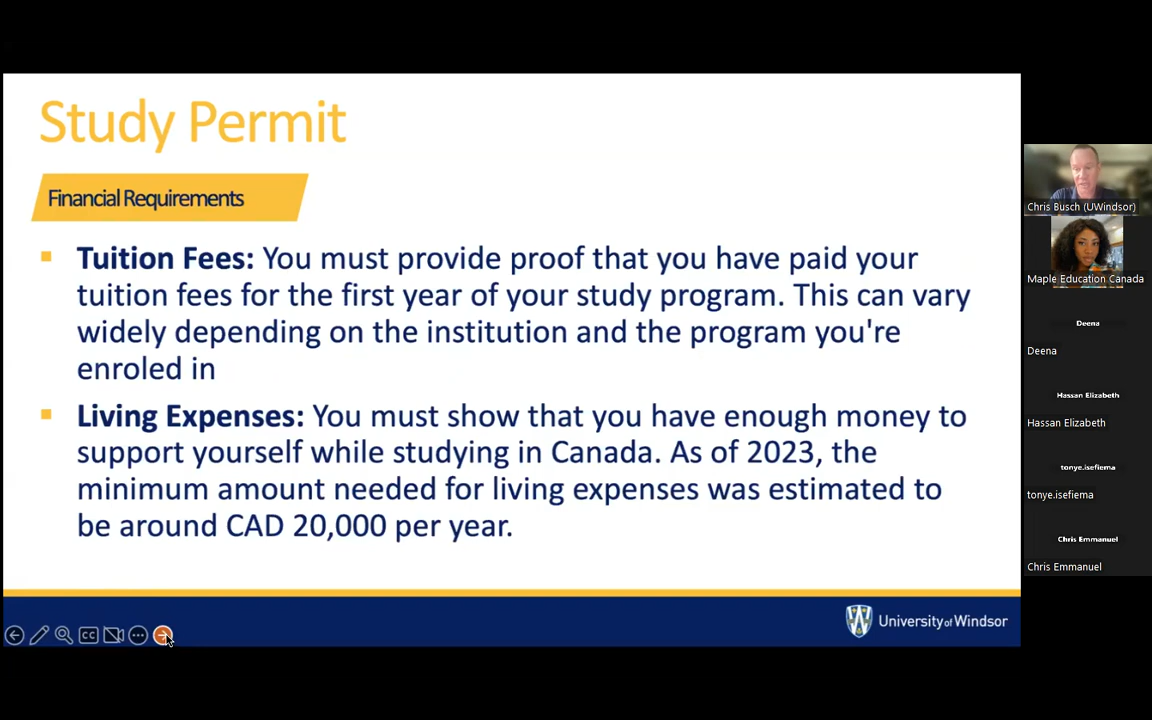 Study Permit
Financial Requirements
Tuition Fees: You must provide proof that you have paid your
tuition fees for the first year of your study program. This can vary
widely depending on the institution and the program you're
enroled in
Living Expenses: You must show that you have enough money to
support yourself while studying in Canada. As of 2023, the
minimum amount needed for living expenses was estimated to
be around CAD 20,000 per year.
CC
University of Windsor
Chris Busch (UWindsor)
Maple Education Canada
Deena
Deena
Hassan Elizabeth
Hassan Elizabeth
tonye.isefiema
tonye.isefiema
Chris Emmanuel
Chris Emmanuel